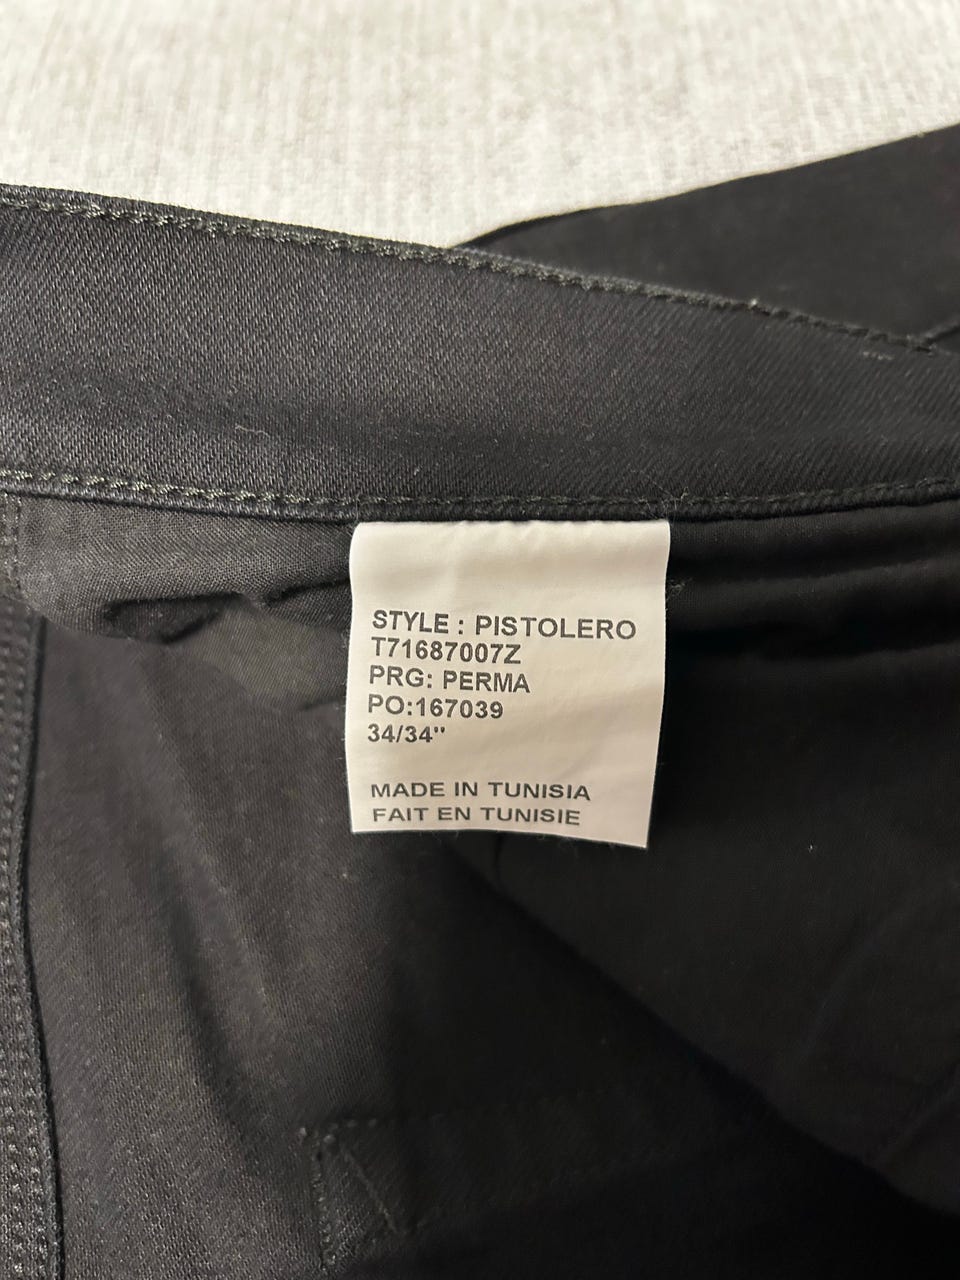 STYLE : PISTOLERO
T71687007Z
PRG: PERMA
PO:167039
34/34"
MADE IN TUNISIA
FAIT EN TUNISIE